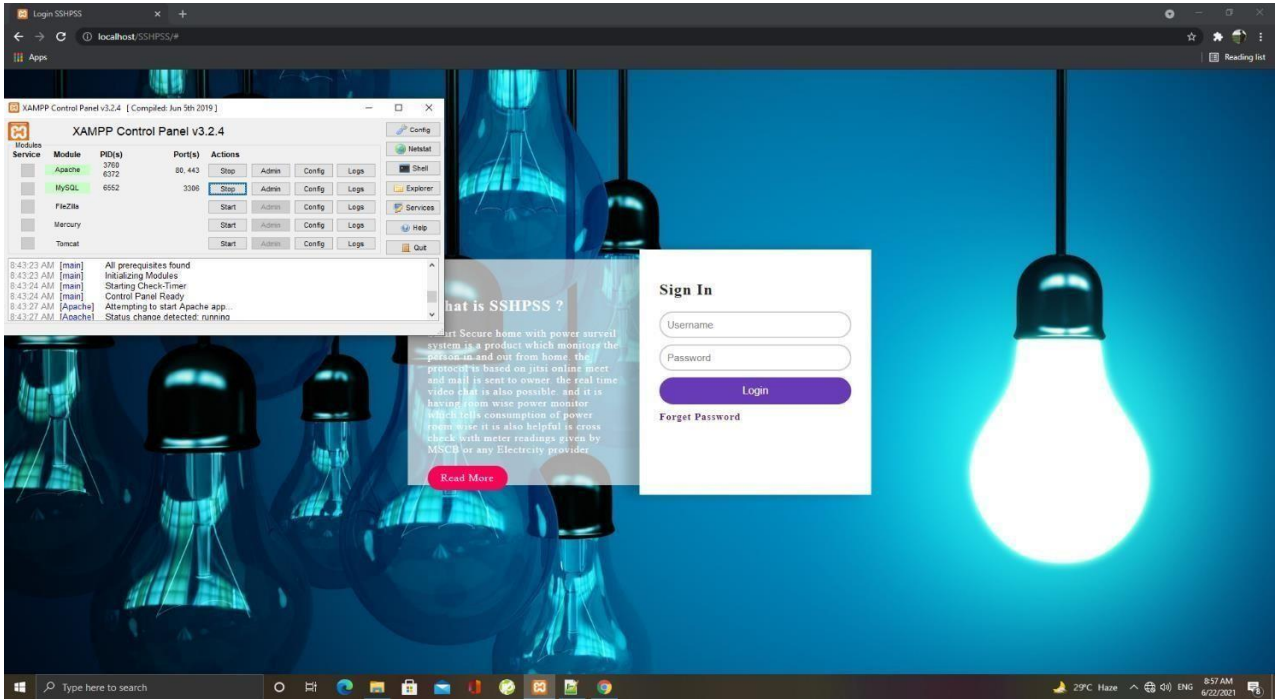 Login SSHPSS
localhost/SSHPSS/#
Apps
Reading list
XAMPP Control Panel v3.2.4 [ Compiled: Jun 5th 2019 ]
XAMPP Control Panel v3.2.4
Config
Netstat
Shell
Explorer
Services
Help
Quit
Modules
Service Module PID(s) Port(s) Actions
Apache 3760 6372 80, 443 Stop Admin Config Logs
MySQL 6552 3306 Stop Admin Config Logs
FileZilla Start Admin Config Logs
Mercury Start Admin Config Logs
Tomcat Start Admin Config Logs
8:43:23 AM [main] All prerequisites found
8:43:23 AM [main] Initializing Modules
8:43:24 AM [main] Starting Check-Timer
8:43:24 AM [main] Control Panel Ready
8:43:27 AM [Apache] Attempting to start Apache app...
8:43:27 AM [Apache] Status change detected: running
hat is SSHPSS ?
art Secure home with power surveil
system is a product which monitors the
person in and out from home. the
protocol is based on jitsi online meet
and mail is sent to owner. the real time
video chat is also possible. and it is
having room wise power monitor
which tells consumption of power
room wise it is also helpful is cross
check with meter readings given by
MSCB or any Electrcity provider
Read More
Sign In
Username
Password
Login
Forget Password
Type here to search
29°C Haze
ENG
8:57 AM
6/22/2021